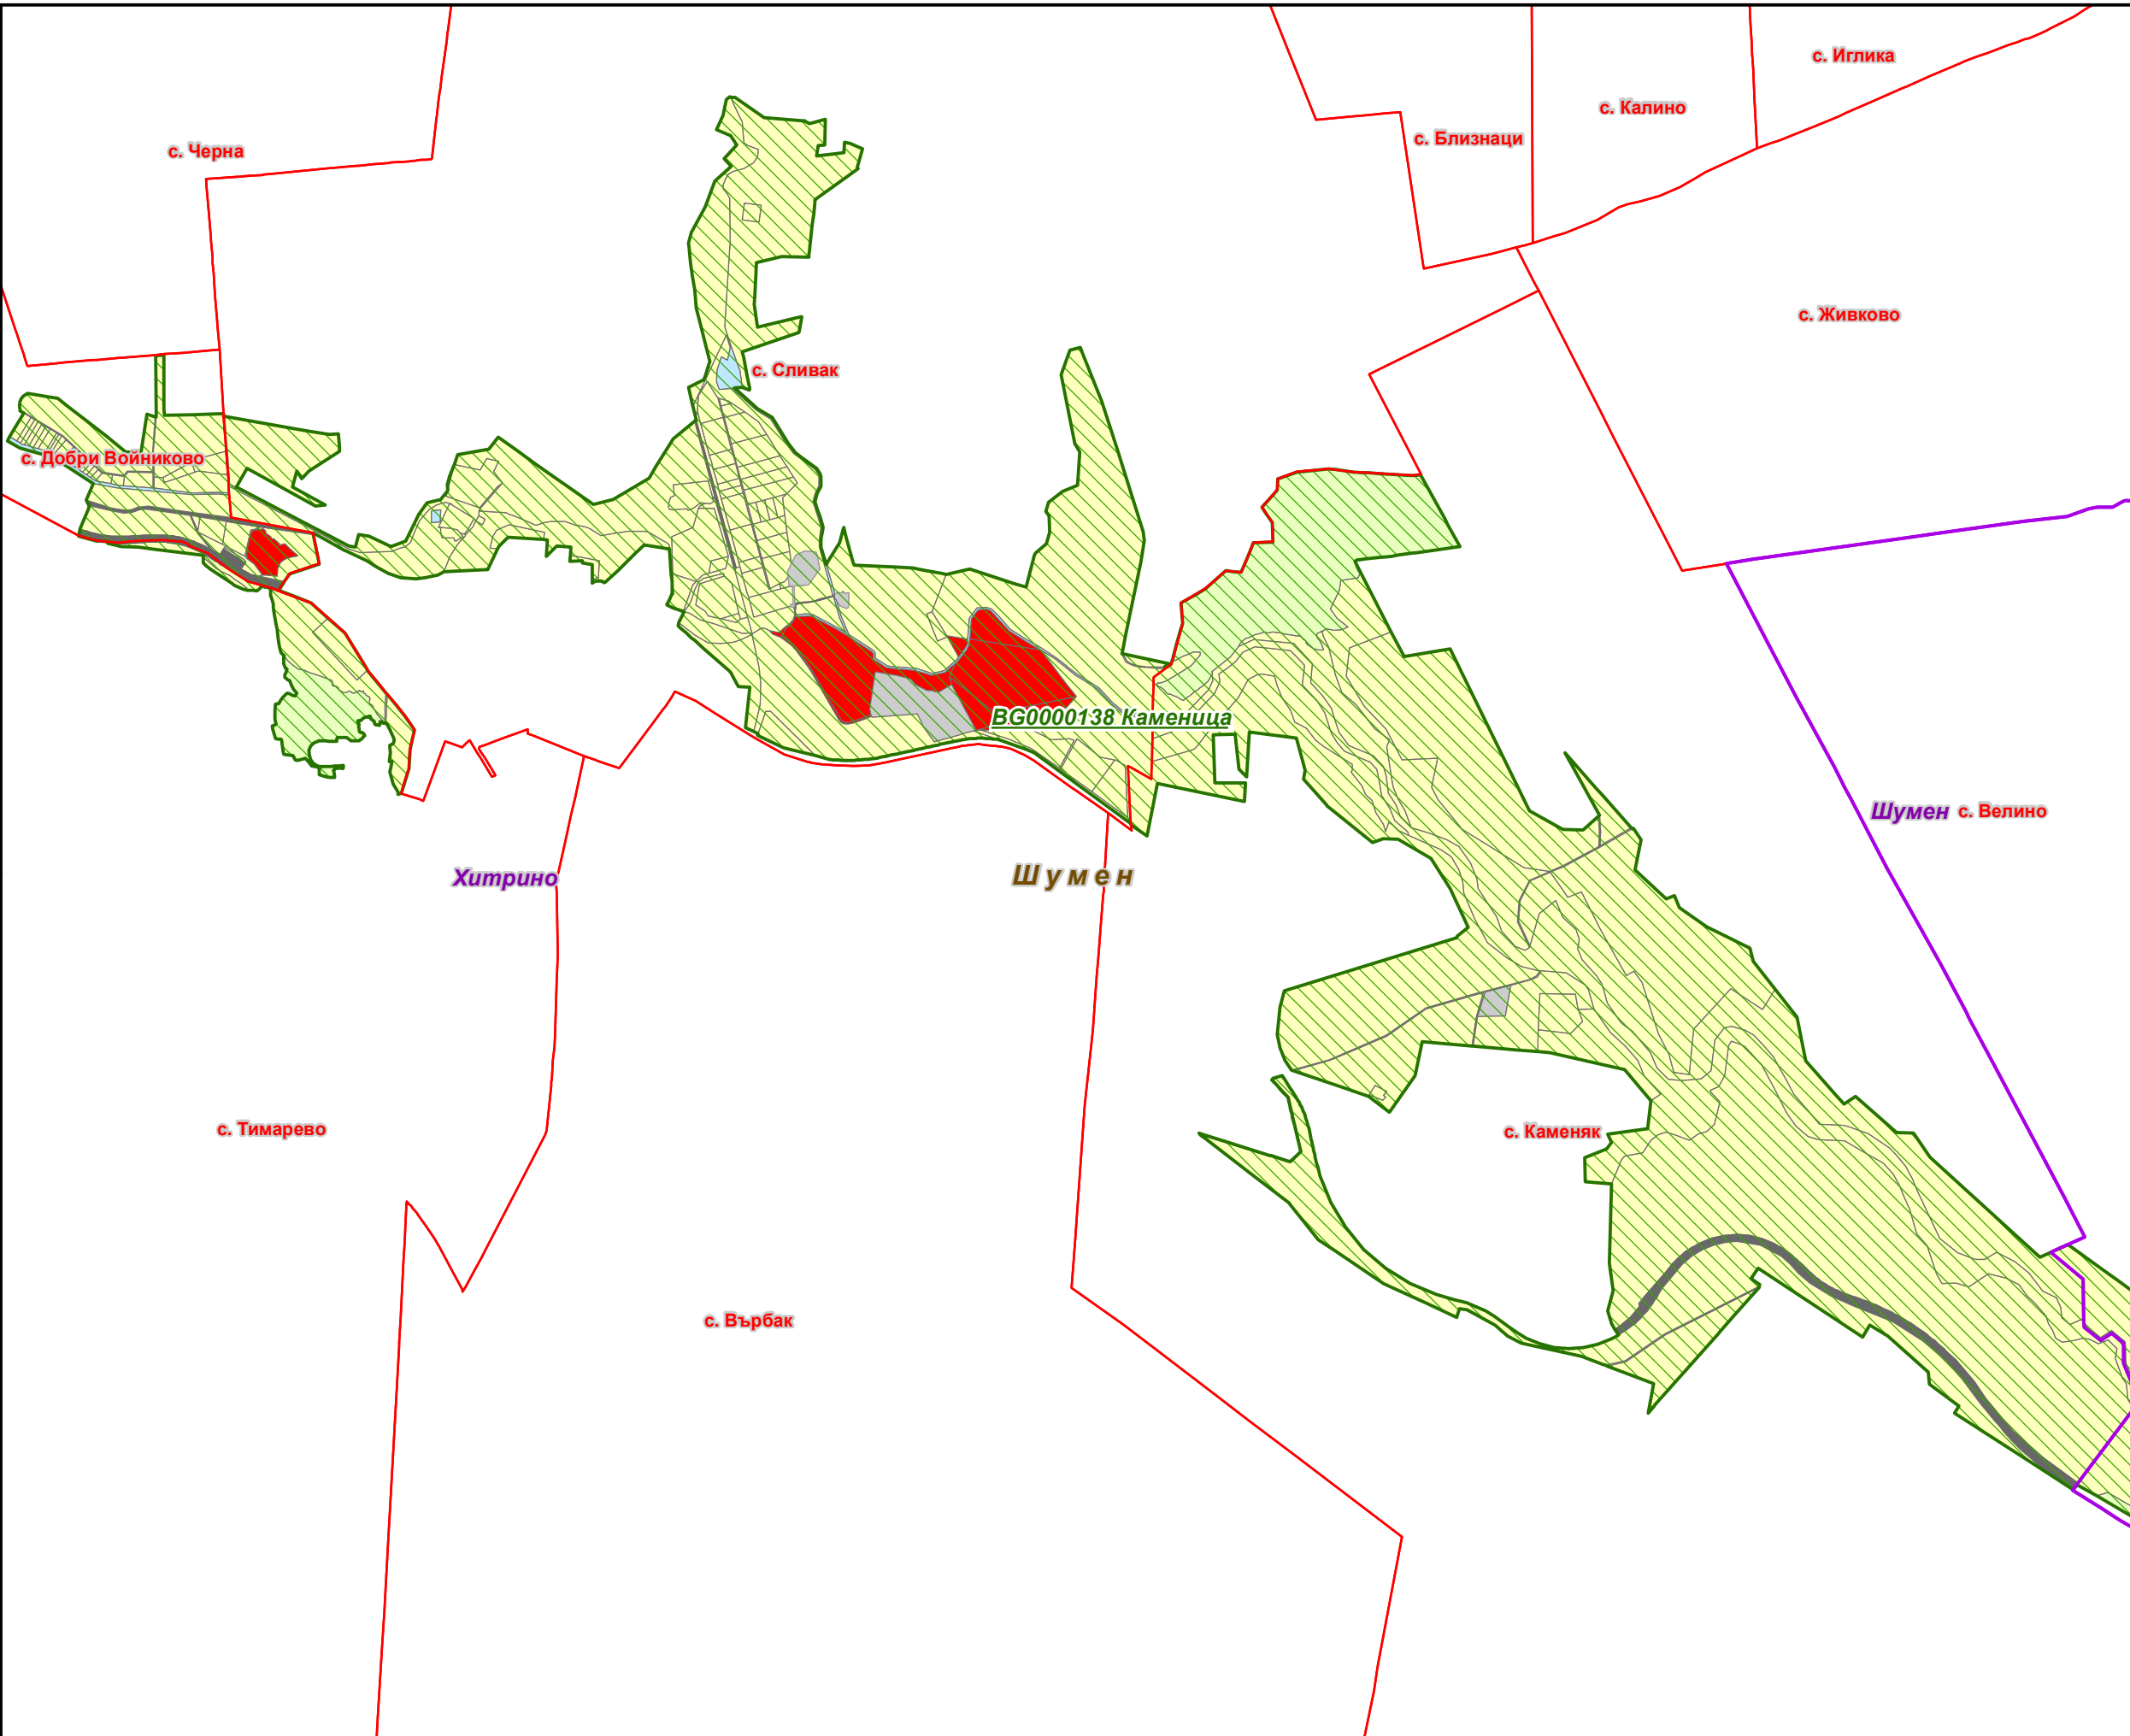 с. Иглика
с. Калино
с. Близнаци
с. Черна
с. Живково
с. Сливак
с. Добри Войниково
BG0000138 Каменица
Шумен
с. Велино
Хитрино
Шумен
с. Тимарево
с. Каменяк
с. Върбак